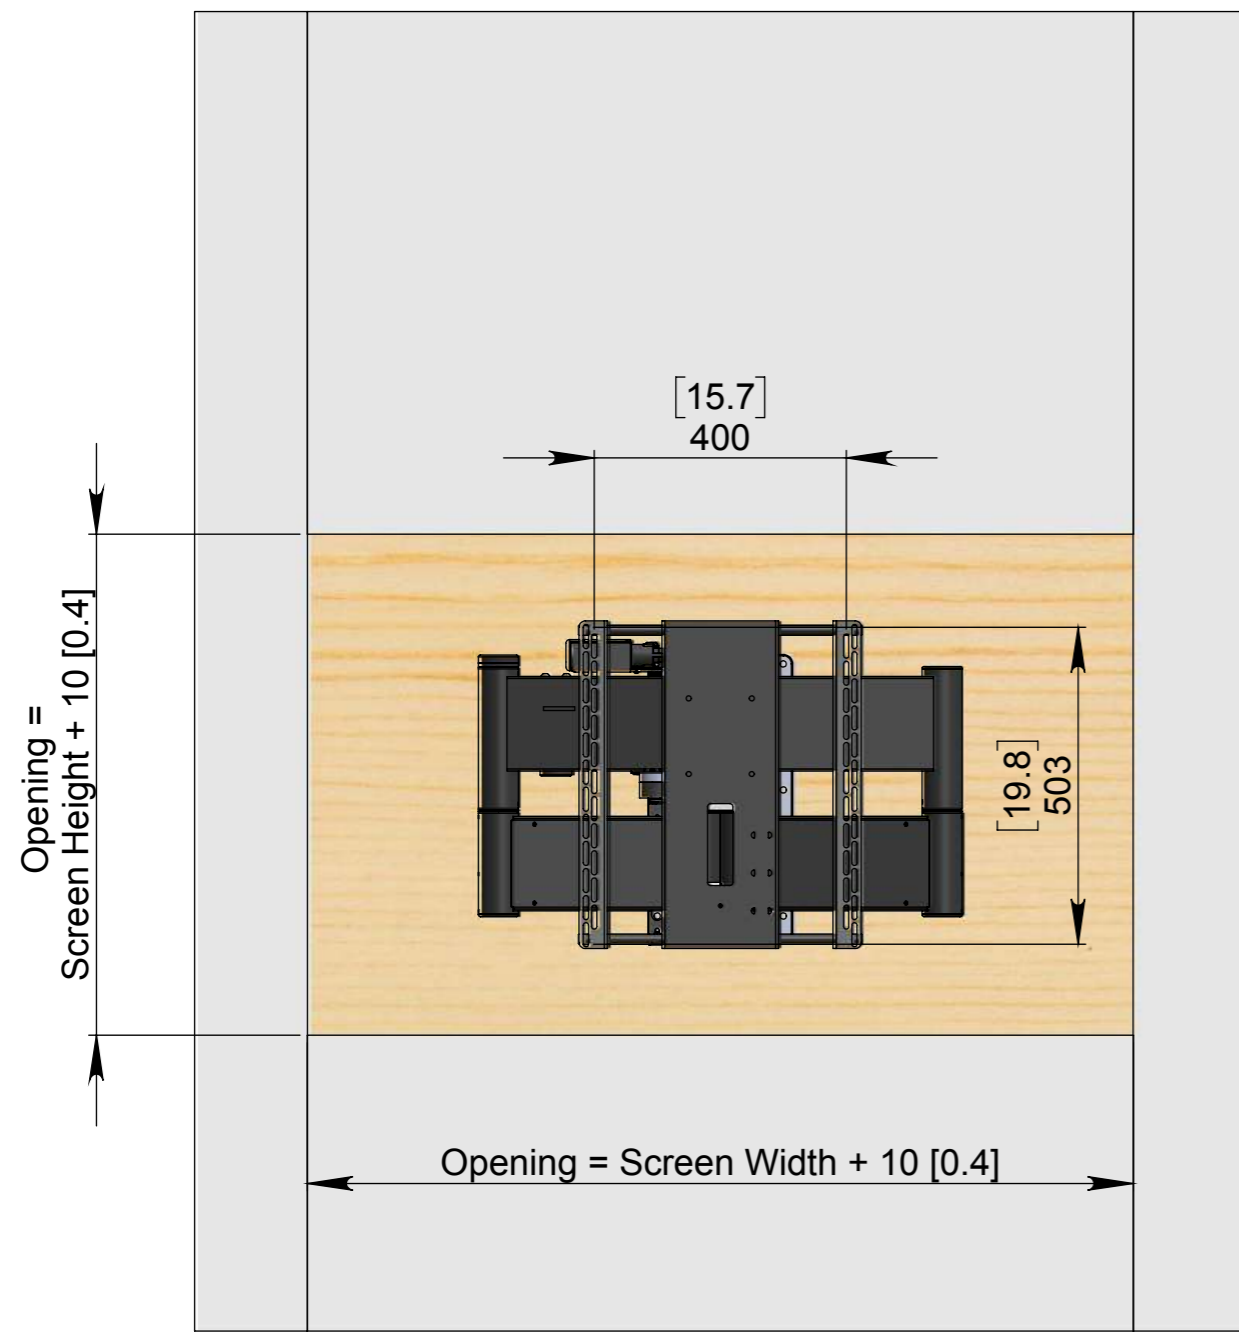 [15.7]
400
Opening =
Screen Height + 10 [0.4]
[19.8]
503
Opening = Screen Width + 10 [0.4]